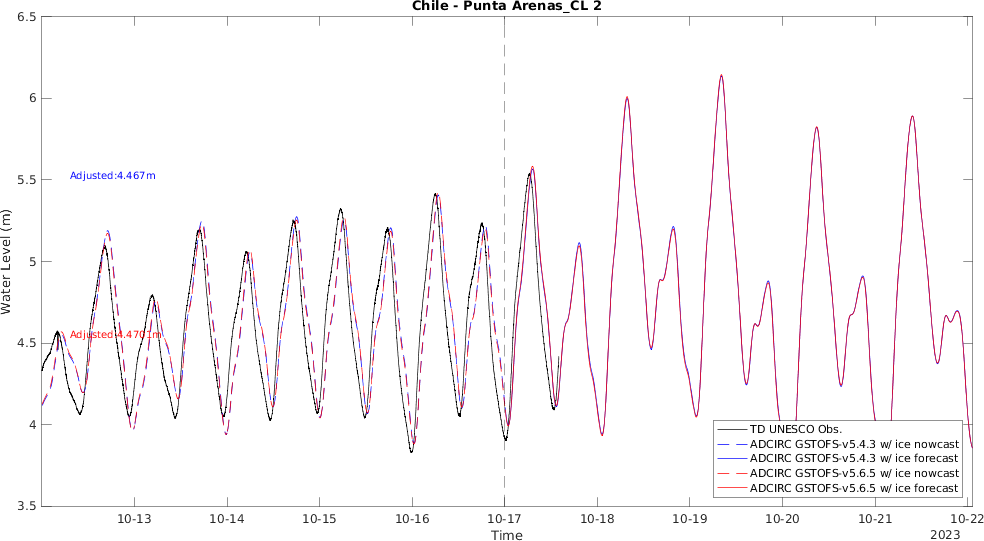 Chile - Punta Arenas_CL 2
6.5
6
5.5
5
4.5
4
3.5
Water Level (m)
Adjusted:4.467m
Adjusted:4.470m
TD UNESCO Obs.
ADCIRC GSTOFS-v5.4.3 w/ ice nowcast
ADCIRC GSTOFS-v5.4.3 w/ ice forecast
ADCIRC GSTOFS-v5.6.5 w/ ice nowcast
ADCIRC GSTOFS-v5.6.5 w/ ice forecast
10-13 10-14 10-15 10-16 10-17 10-18 10-19 10-20 10-21 10-22
Time
2023